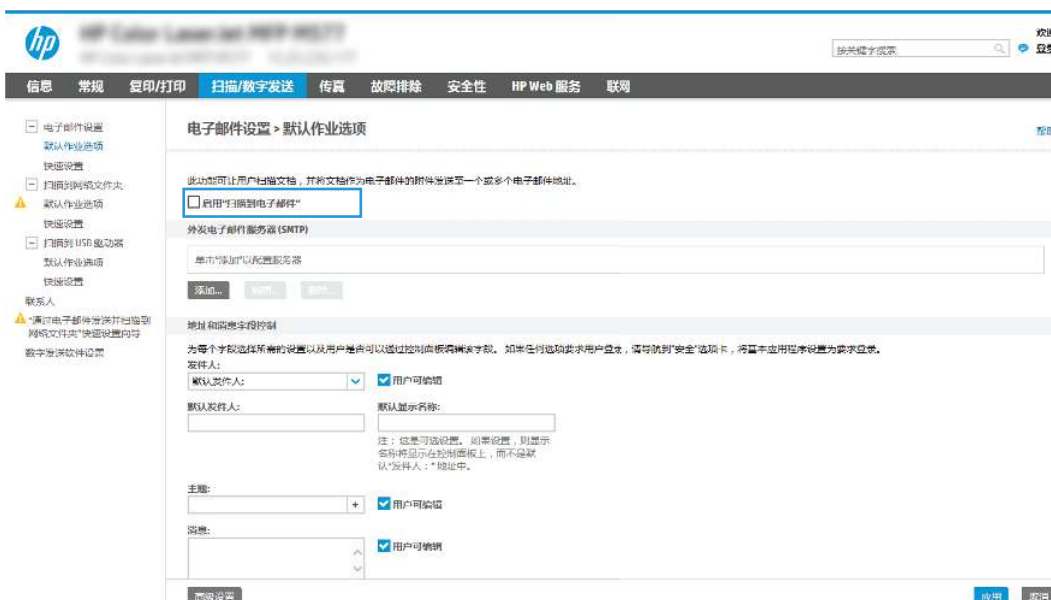 hp
按关键字搜索
信息 常规 复印/打印 扫描/数字发送 传真 故障排除 安全性 HP Web 服务 联网
电子邮件设置
默认作业选项
快速设置
扫描到网络文件夹
默认作业选项
快速设置
扫描到 USB 驱动器
默认作业选项
快速设置
联系人
"通过电子邮件发送并扫描到
网络文件夹"快速设置向导
数字发送软件设置
电子邮件设置 > 默认作业选项
此功能可让用户扫描文档,并将文档作为电子邮件的附件发送至一个或多个电子邮件地址。
启用"扫描到电子邮件"
外发电子邮件服务器 (SMTP)
单击"添加"以配置服务器
添加...
地址和消息字段控制
为每个字段选择所需的设置以及用户是否可以通过控制面板编辑该字段。 如果任何选项要求用户登录,请导航到"安全"选项卡,将基本应用程序设置为要求登录。
发件人:
默认发件人: 用户可编辑
默认发件人: 默认显示名称:
注:这是可选设置。 如果设置,则显示
名称将显示在控制面板上,而不是默
认"发件人:"地址中。
主题:
用户可编辑
消息:
用户可编辑
高级设置 应用 取消